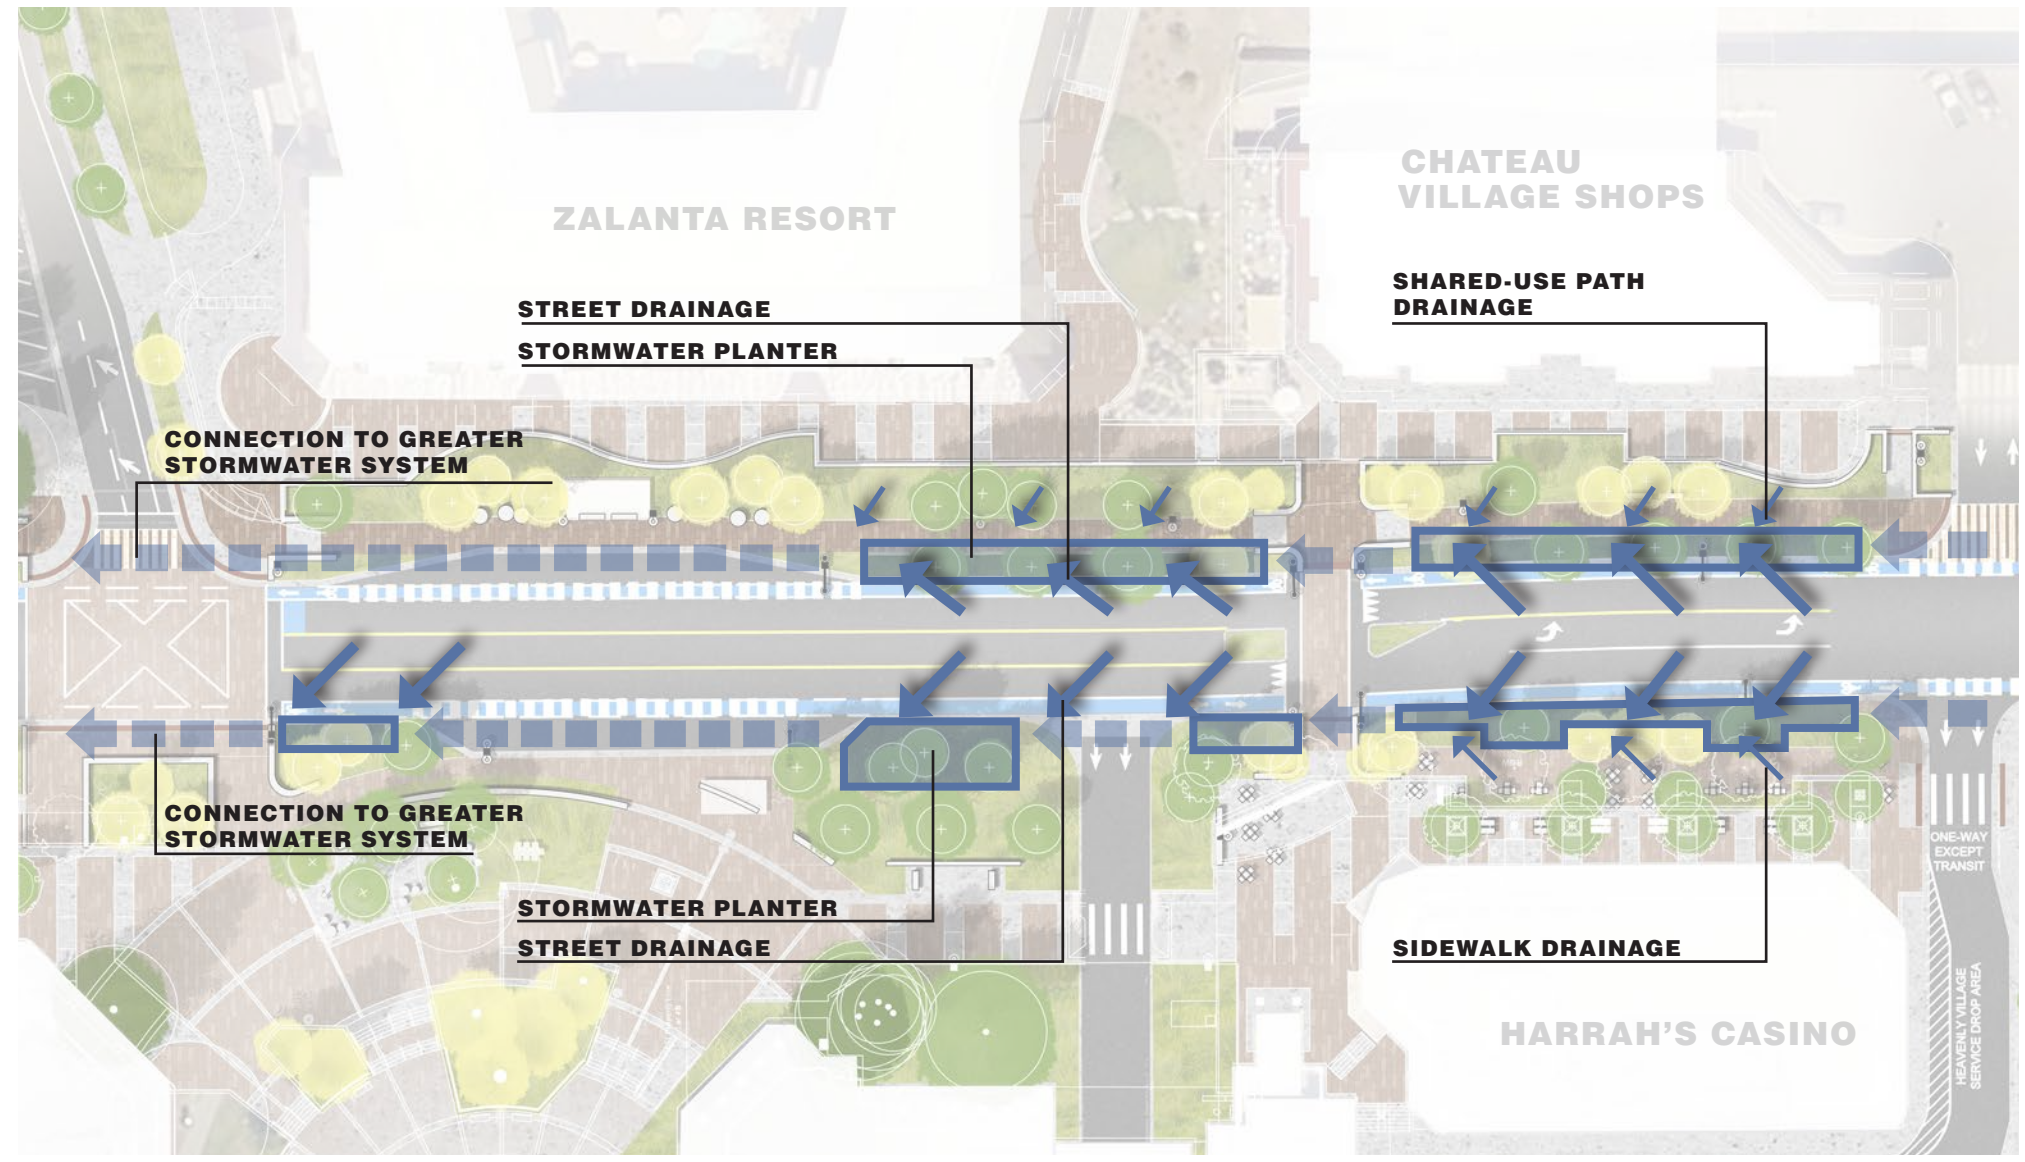 ZALANTA RESORT
CHATEAU
VILLAGE SHOPS
STREET DRAINAGE
STORMWATER PLANTER
SHARED-USE PATH
DRAINAGE
CONNECTION TO GREATER
STORMWATER SYSTEM
CONNECTION TO GREATER
STORMWATER SYSTEM
STORMWATER PLANTER
STREET DRAINAGE
SIDEWALK DRAINAGE
ONE-WAY
EXCEPT
TRANSIT
HARRAH'S CASINO
HEAVENLY VILLAGE
SERVICE DROP AREA